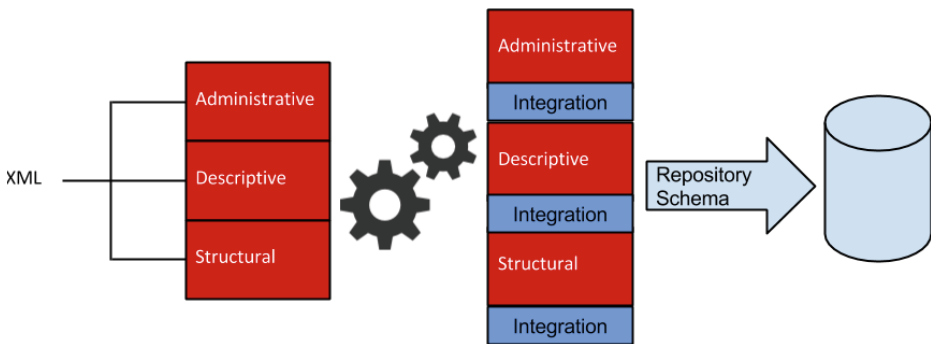 XML
Administrative
Descriptive
Structural
Administrative
Integration
Descriptive
Integration
Structural
Integration
Repository
Schema